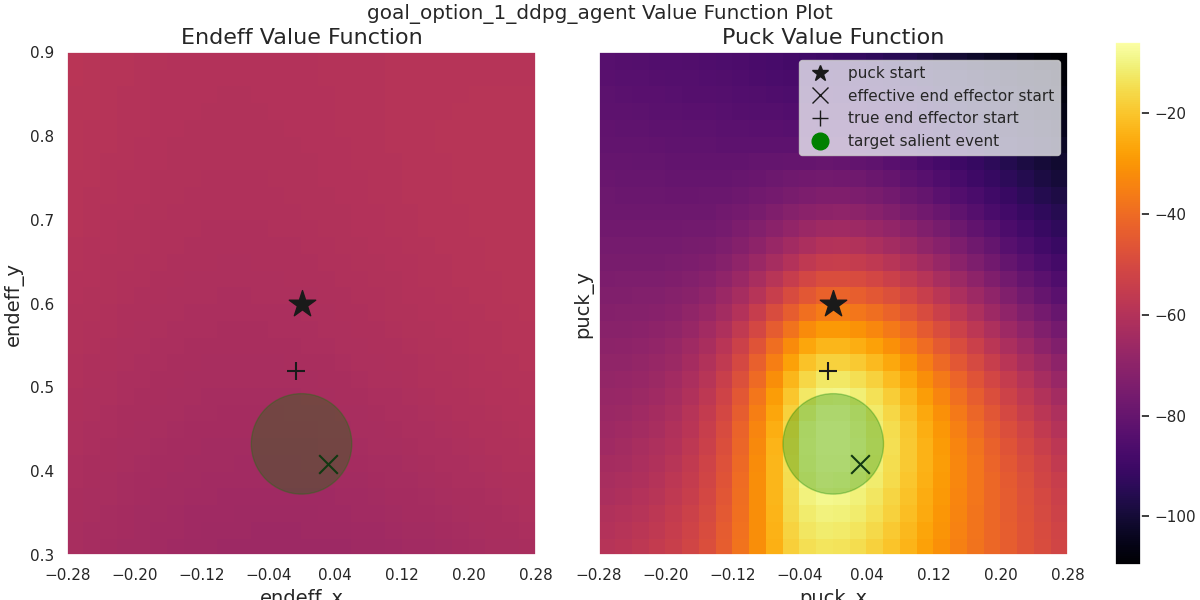 goal_option_1_ddpg_agent Value Function Plot
Endeff Value Function
Puck Value Function
0.9
0.8
0.7
0.6
0.5
0.4
0.3
endeff_y
−0.28 −0.20 −0.12 −0.04 0.04 0.12 0.20 0.28
endeff_x
puck start
effective end effector start
true end effector start
target salient event
puck_y
−0.28 −0.20 −0.12 −0.04 0.04 0.12 0.20 0.28
puck_x
−20
−40
−60
−80
−100